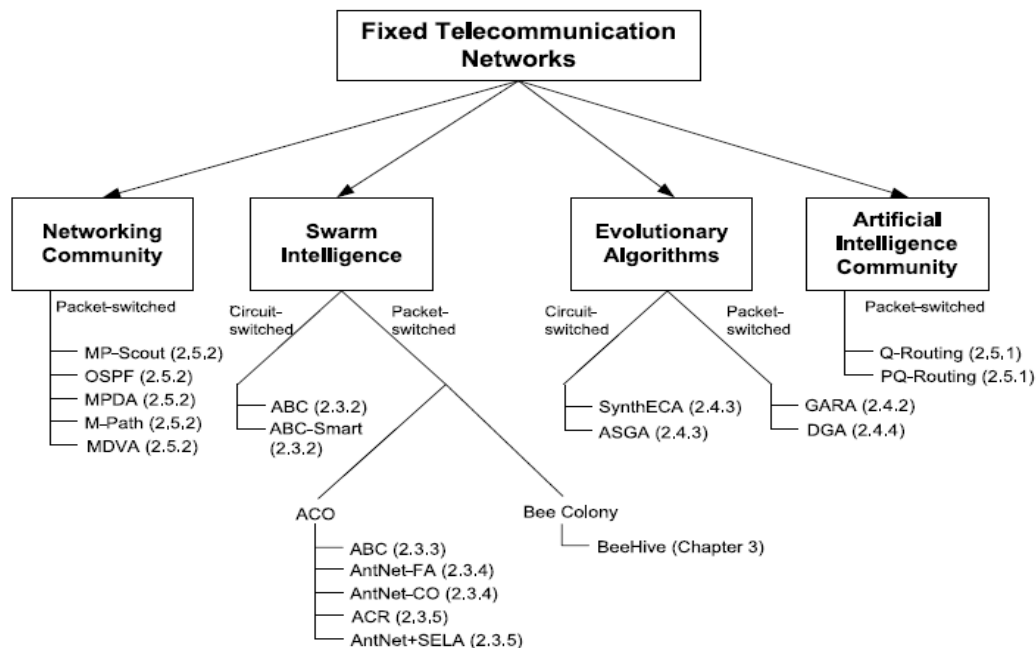 Fixed Telecommunication
Networks
Networking
Community
Swarm
Intelligence
Evolutionary
Algorithms
Artificial
Intelligence
Community
Packet-switched
MP-Scout (2.5.2)
OSPF (2.5.2)
MPDA (2.5.2)
M-Path (2.5.2)
MDVA (2.5.2)
Circuit-
switched
Packet-
switched
ABC (2.3.2)
ABC-Smart
(2.3.2)
ACO
ABC (2.3.3)
AntNet-FA (2.3.4)
AntNet-CO (2.3.4)
ACR (2.3.5)
AntNet+SELA (2.3.5)
Bee Colony
BeeHive (Chapter 3)
Circuit-
switched
Packet-
switched
SynthECA (2.4.3)
ASGA (2.4.3)
GARA (2.4.2)
DGA (2.4.4)
Packet-switched
Q-Routing (2.5.1)
PQ-Routing (2.5.1)